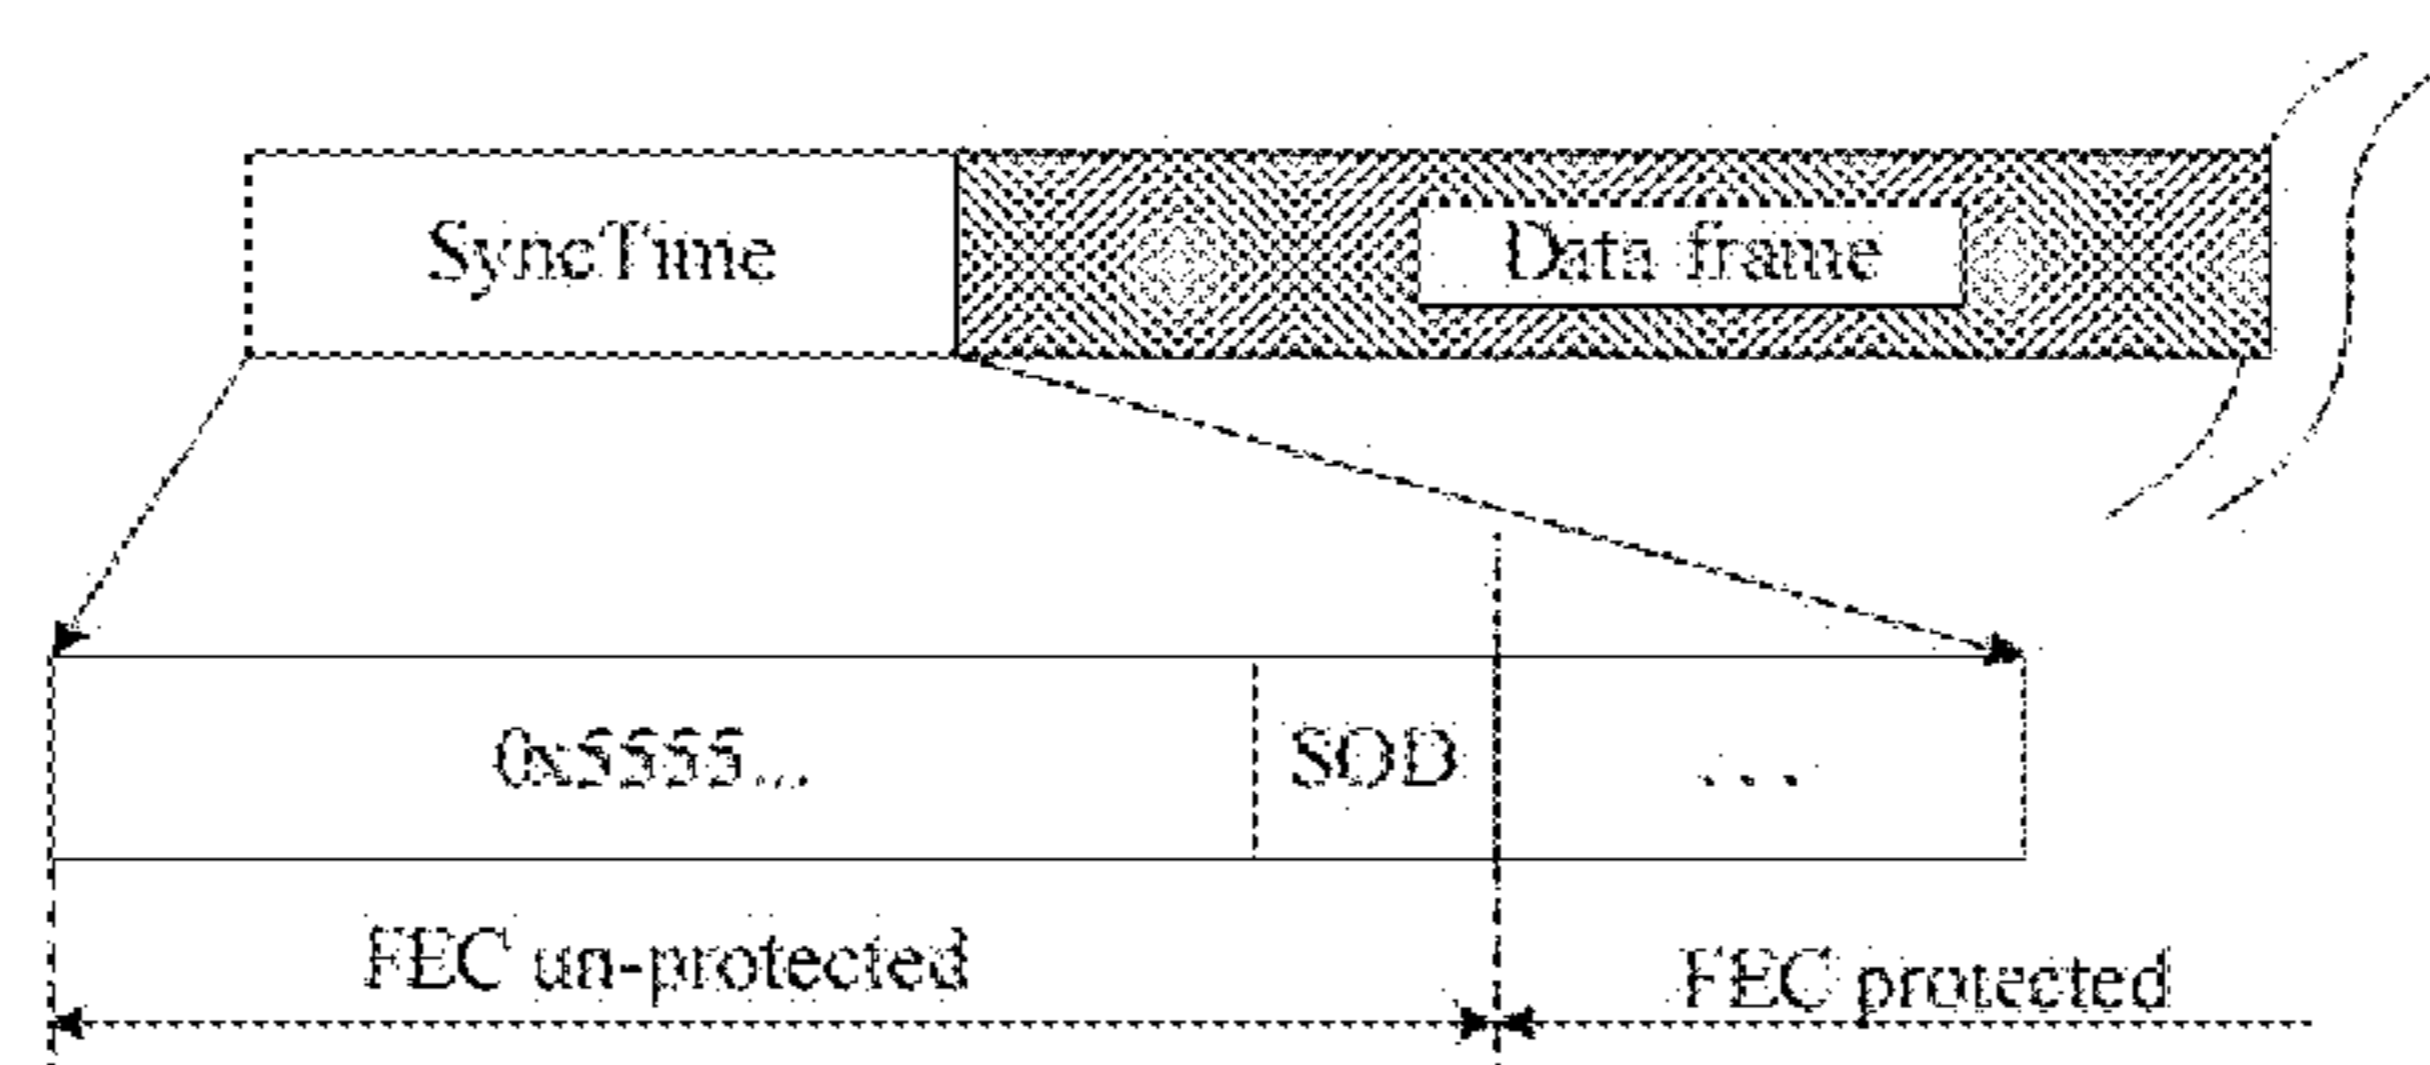 SyncTime
Data frame
0x5555...
SOD
...
FEC un-protected
FEC protected